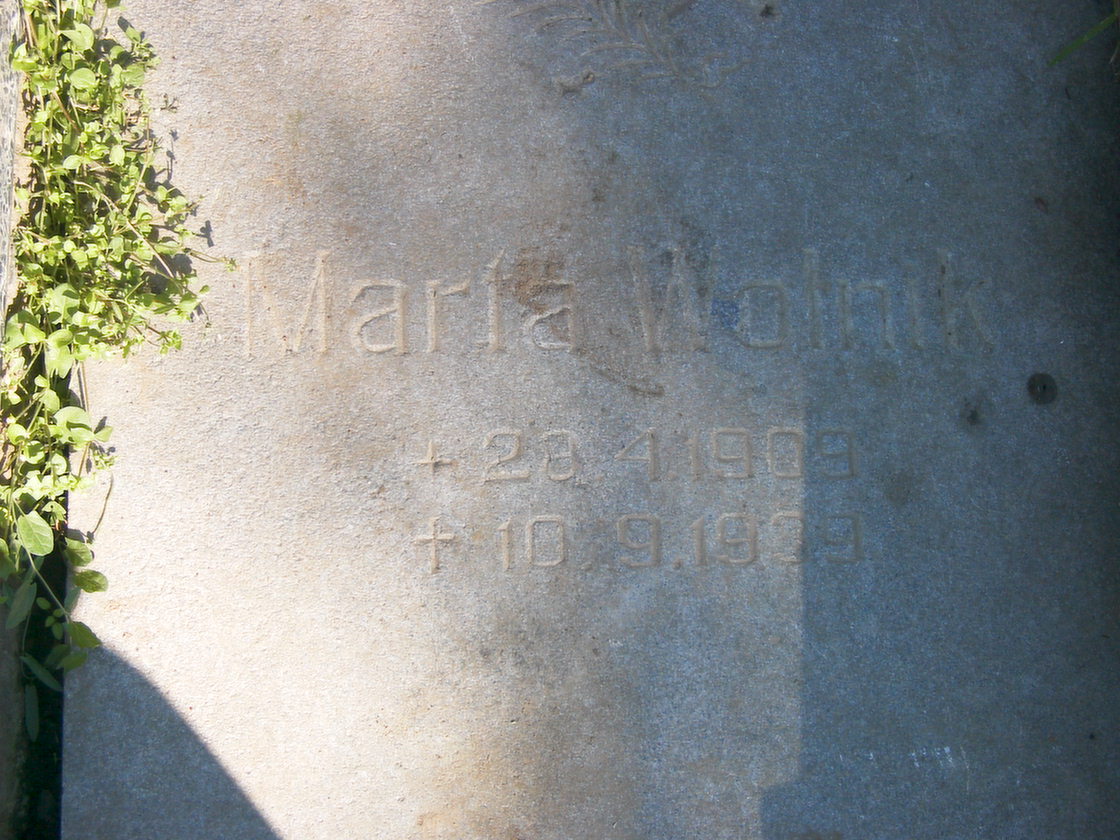 Maria Wolnik
+ 23. 4.1909
+ 10. 9.1939